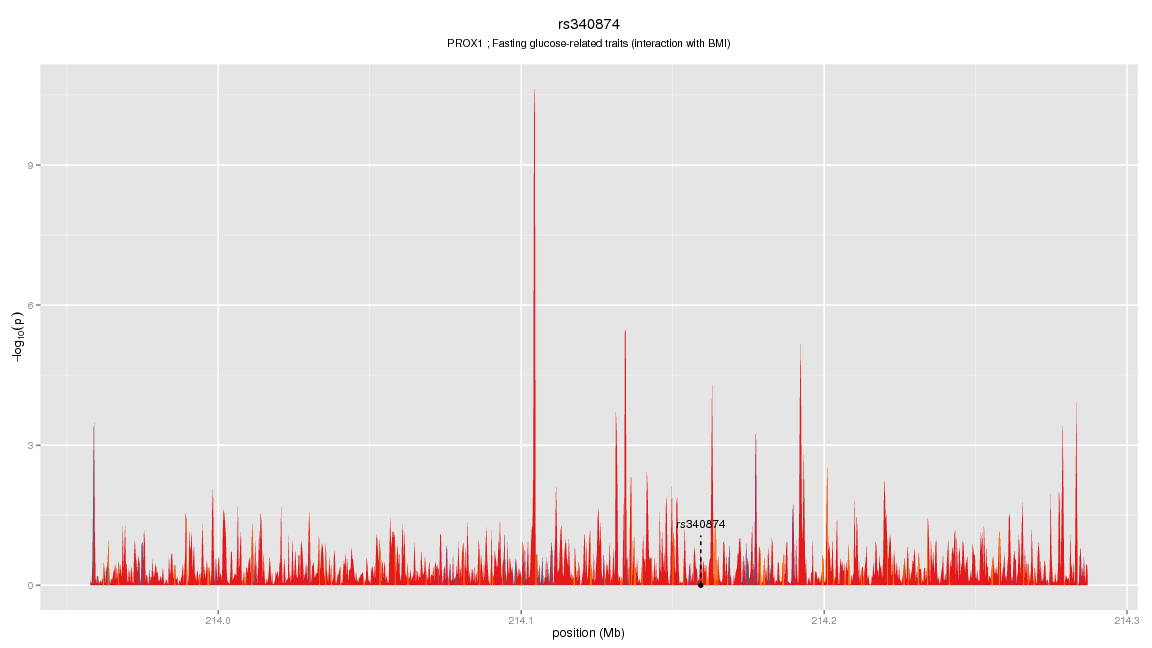 rs340874
PROX1 ; Fasting glucose-related traits (interaction with BMI)
−log10(p)
9
6
3
0
rs340874
214.0
214.1
214.2
214.3
position (Mb)